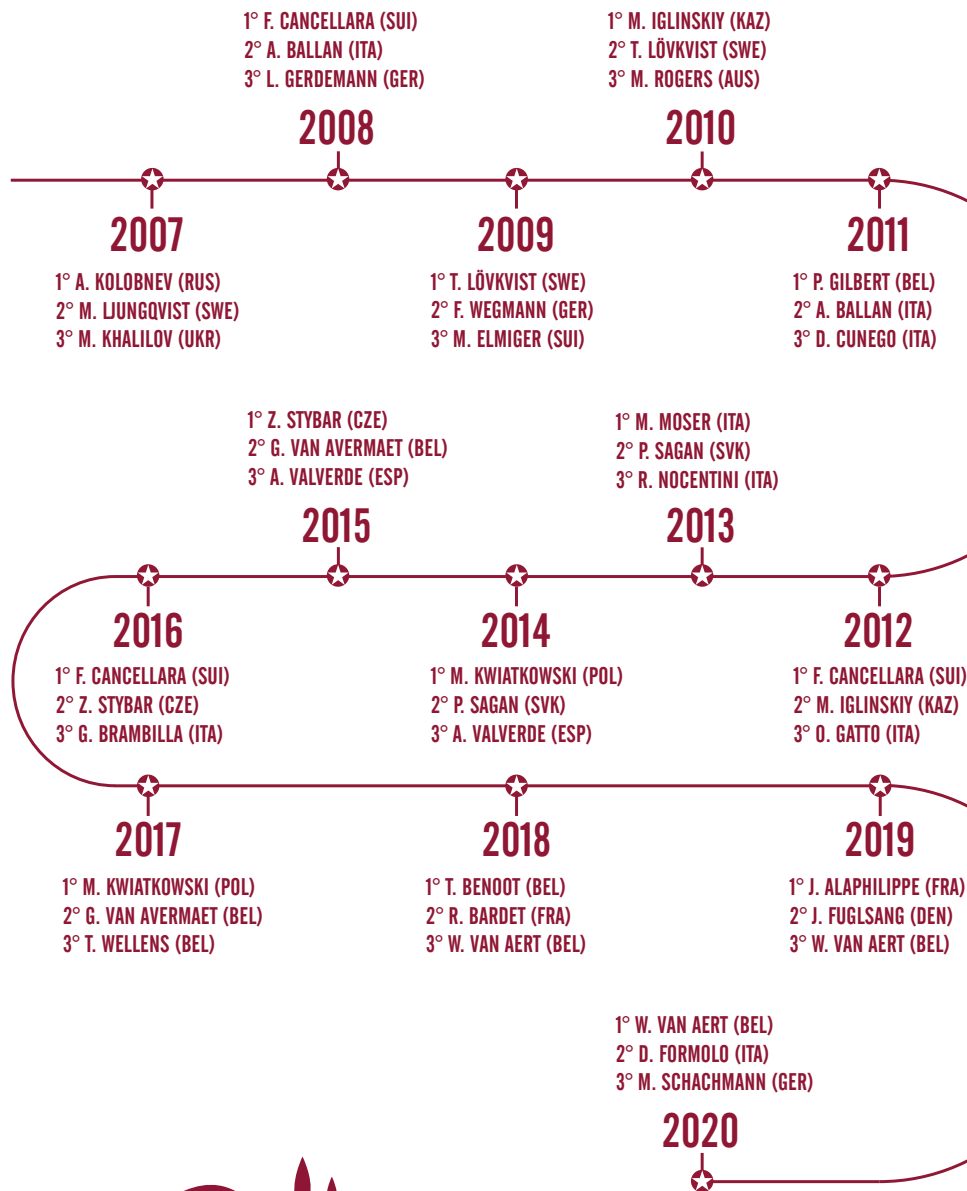 1° F. CANCELLARA (SUI)
2° A. BALLAN (ITA)
3° L. GERDEMANN (GER)
2008
1° M. IGLINSKIY (KAZ)
2° T. LÖVKVIST (SWE)
3° M. ROGERS (AUS)
2010
2007
1° A. KOLOBNEV (RUS)
2° M. LJUNGQVIST (SWE)
3° M. KHALILOV (UKR)
2009
1° T. LÖVKVIST (SWE)
2° F. WEGMANN (GER)
3° M. ELMIGER (SUI)
2011
1° P. GILBERT (BEL)
2° A. BALLAN (ITA)
3° D. CUNEGO (ITA)
1° Z. STYBAR (CZE)
2° G. VAN AVERMAET (BEL)
3° A. VALVERDE (ESP)
2015
1° M. MOSER (ITA)
2° P. SAGAN (SVK)
3° R. NOCENTINI (ITA)
2013
2016
1° F. CANCELLARA (SUI)
2° Z. STYBAR (CZE)
3° G. BRAMBILLA (ITA)
2014
1° M. KWIATKOWSKI (POL)
2° P. SAGAN (SVK)
3° A. VALVERDE (ESP)
2012
1° F. CANCELLARA (SUI)
2° M. IGLINSKIY (KAZ)
3° O. GATTO (ITA)
2017
1° M. KWIATKOWSKI (POL)
2° G. VAN AVERMAET (BEL)
3° T. WELLENS (BEL)
2018
1° T. BENOOT (BEL)
2° R. BARDET (FRA)
3° W. VAN AERT (BEL)
2019
1° J. ALAPHILIPPE (FRA)
2° J. FUGLSANG (DEN)
3° W. VAN AERT (BEL)
1° W. VAN AERT (BEL)
2° D. FORMOLO (ITA)
3° M. SCHACHMANN (GER)
2020